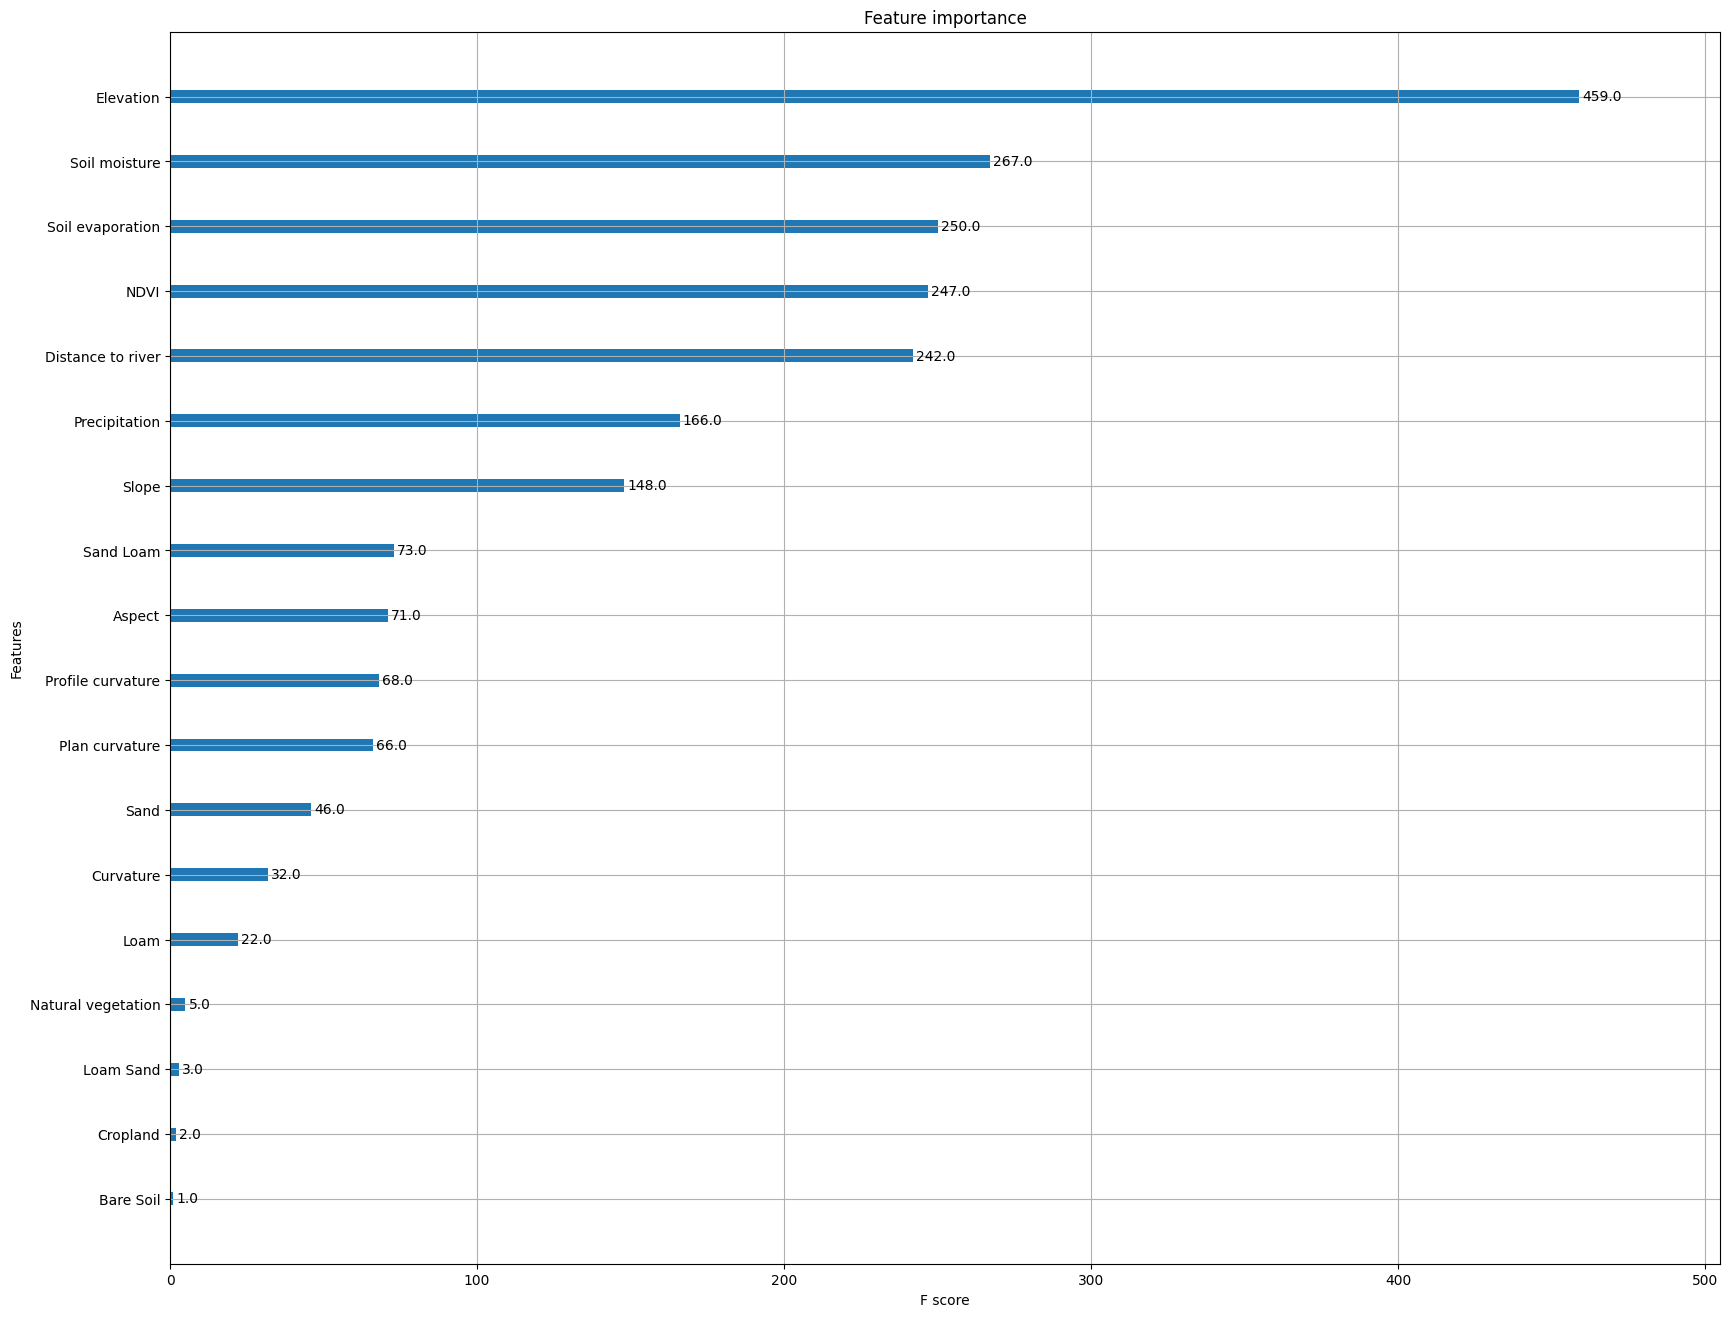 Feature importance
Elevation 459.0
Soil moisture 267.0
Soil evaporation 250.0
NDVI 247.0
Distance to river 242.0
Precipitation 166.0
Slope 148.0
Sand Loam 73.0
Aspect 71.0
Features
Profile curvature 68.0
Plan curvature 66.0
Sand 46.0
Curvature 32.0
Loam 22.0
Natural vegetation 5.0
Loam Sand 3.0
Cropland 2.0
Bare Soil 1.0
0 100 200 300 400 500
F score